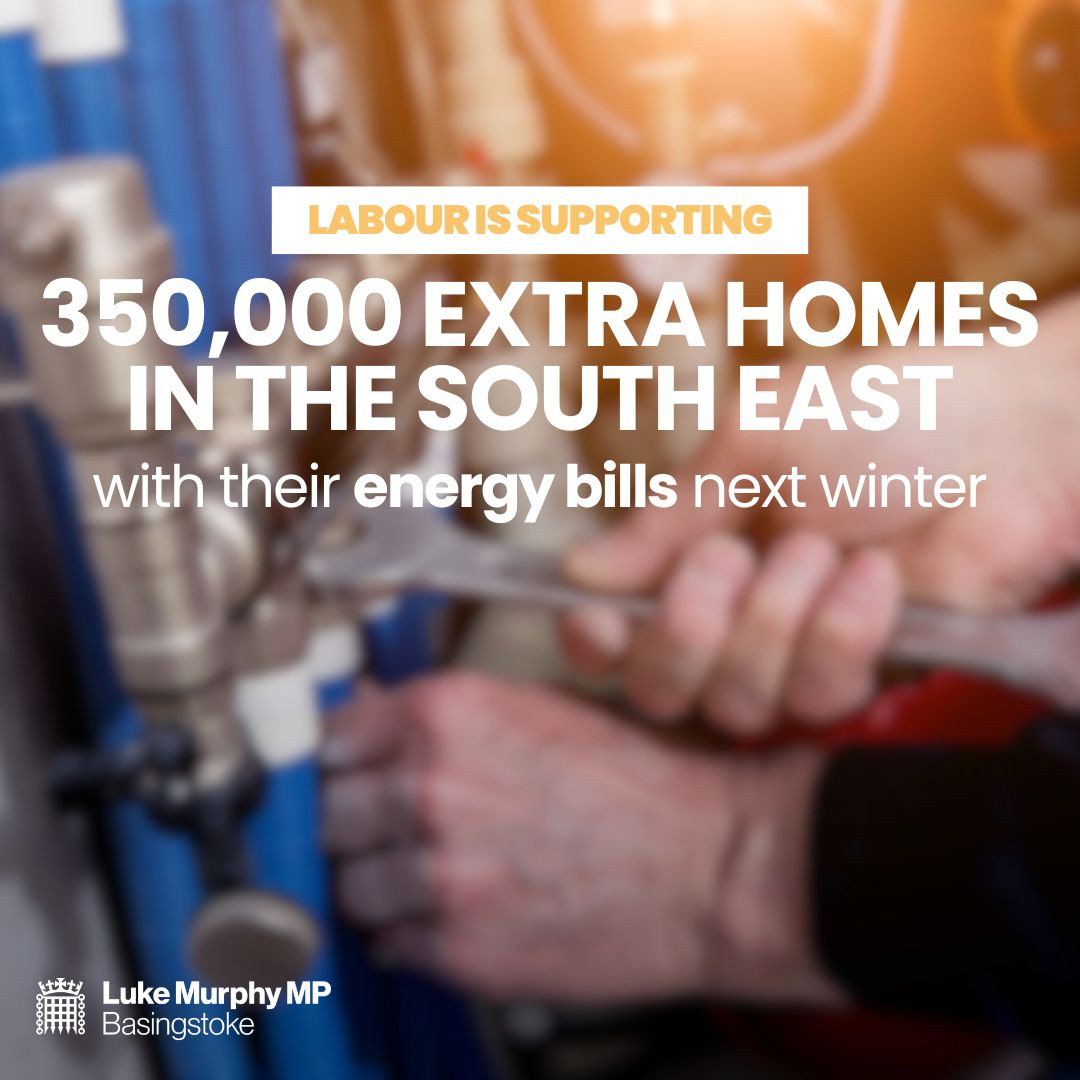 LABOUR IS SUPPORTING
350,000 EXTRA HOMES
IN THE SOUTH EAST
with their energy bills next winter
Luke Murphy MP
Basingstoke